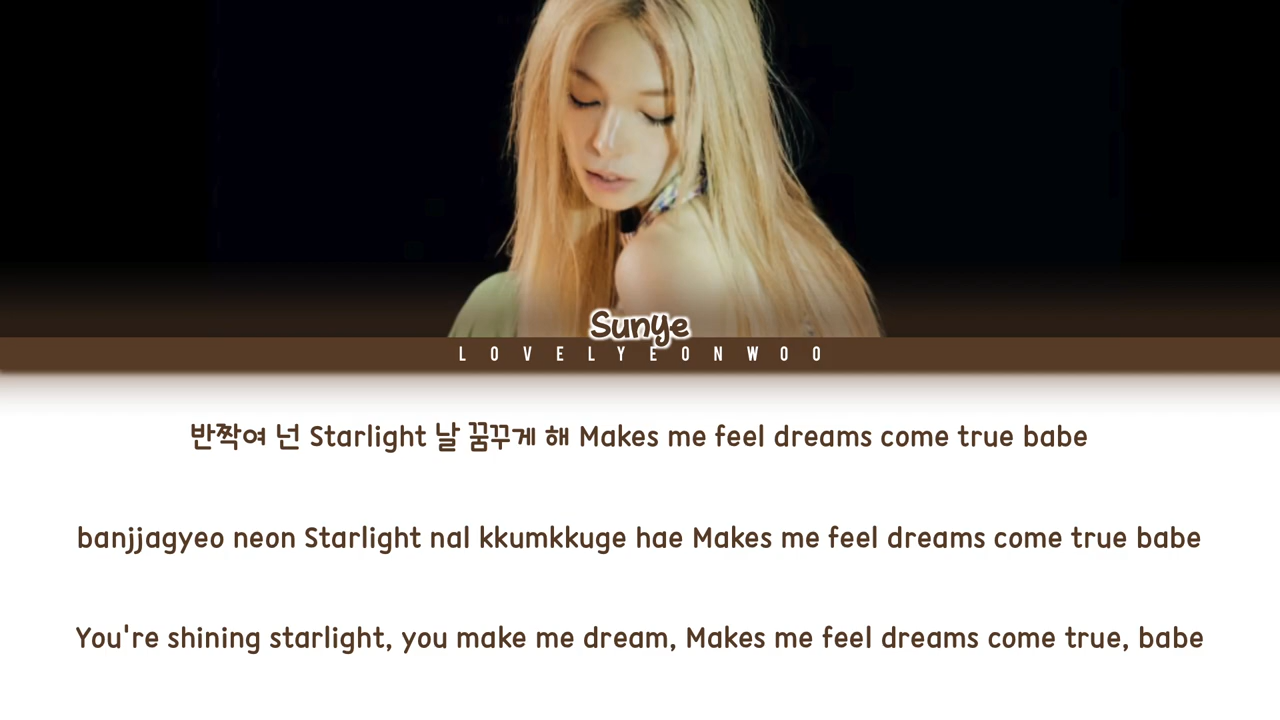 Sunye
LOVELYEONWOO
반짝여 넌 Starlight 날 꿈꾸게 해 Makes me feel dreams come true babe
banjjagyeo neon Starlight nal kkumkkuge hae Makes me feel dreams come true babe
You're shining starlight, you make me dream, Makes me feel dreams come true, babe